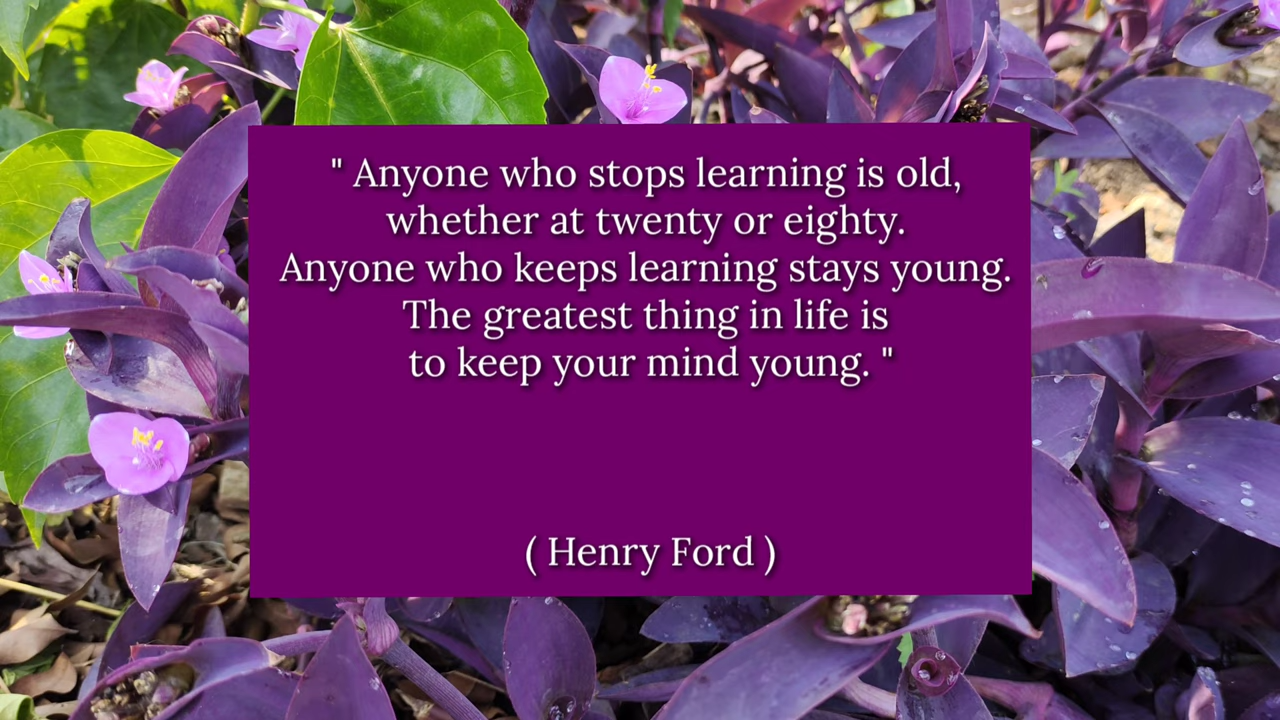 " Anyone who stops learning is old,
whether at twenty or eighty.
Anyone who keeps learning stays young.
The greatest thing in life is
to keep your mind young. "
( Henry Ford )